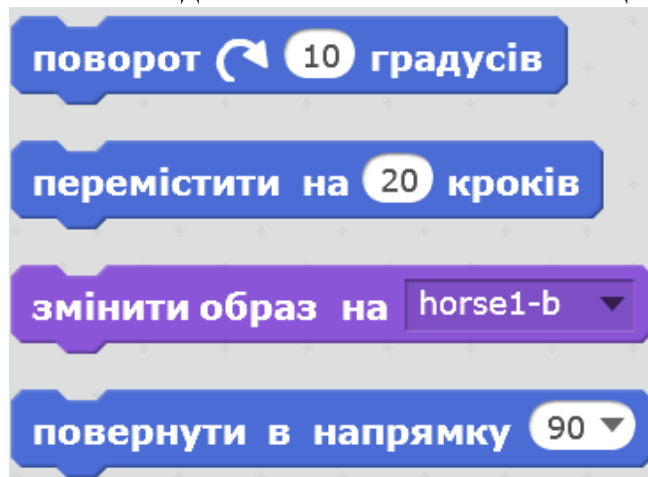 поворот 10 градусів
перемістити на 20 кроків
змінити образ на horse1-b
повернути в напрямку 90